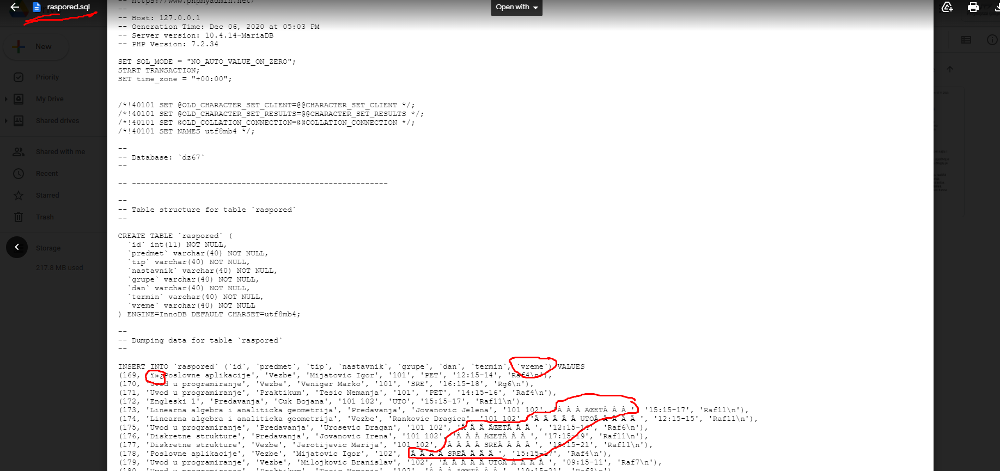 raspored.sql
Open with
-- https://www.phpmyadmin.net/
--
-- Host: 127.0.0.1
-- Generation Time: Dec 06, 2020 at 05:03 PM
-- Server version: 10.4.14-MariaDB
-- PHP Version: 7.2.34
SET SQL_MODE = "NO_AUTO_VALUE_ON_ZERO";
START TRANSACTION;
SET time_zone = "+00:00";
/*!40101 SET @OLD_CHARACTER_SET_CLIENT=@@CHARACTER_SET_CLIENT */;
/*!40101 SET @OLD_CHARACTER_SET_RESULTS=@@CHARACTER_SET_RESULTS */;
/*!40101 SET @OLD_COLLATION_CONNECTION=@@COLLATION_CONNECTION */;
/*!40101 SET NAMES utf8mb4 */;
--
-- Database: `dz67`
--
-- --------------------------------------------------------
--
-- Table structure for table `raspored`
--
CREATE TABLE `raspored` (
`id` int(11) NOT NULL,
`predmet` varchar(40) NOT NULL,
`tip` varchar(40) NOT NULL,
`nastavnik` varchar(40) NOT NULL,
`grupe` varchar(40) NOT NULL,
`dan` varchar(40) NOT NULL,
`termin` varchar(40) NOT NULL,
`vreme` varchar(40) NOT NULL
) ENGINE=InnoDB DEFAULT CHARSET=utf8mb4;
--
-- Dumping data for table `raspored`
--
INSERT INTO `raspored` (`id`, `predmet`, `tip`, `nastavnik`, `grupe`, `dan`, `termin`, `vreme`) VALUES
(169, 'ï»¿Poslovne aplikacije', 'Vezbe', 'Mijatovic Igor', '101', 'PET', '12:15-14', 'Raf4\n'),
(170, 'Uvod u programiranje', 'Vezbe', 'Veniger Marko', '101', 'SRE', '16:15-18', 'Rg6\n'),
(171, 'Uvod u programiranje', 'Praktikum', 'Tesic Nemanja', '101', 'PET', '14:15-16', 'Raf4\n'),
(172, 'Engleski 1', 'Predavanja', 'Cuk Bojana', '101 102', 'UTO', '15:15-17', 'Raf11\n'),
(173, 'Linearna algebra i analiticka geometrija', 'Predavanja', 'Jovanovic Jelena', '101 102', 'Â Â Â ÄŒETÂ Â Â ', '15:15-17', 'Raf11\n'),
(174, 'Linearna algebra i analiticka geometrija', 'Vezbe', 'Rankovic Dragica', '101 102', 'Â Â Â Â Â UTOÂ Â Â Â Â ', '12:15-15', 'Raf11\n'),
(175, 'Uvod u programiranje', 'Predavanja', 'Urosevic Dragan', '101 102', 'Â Â Â ÄŒETÂ Â Â ', '12:15-14', 'Raf6\n'),
(176, 'Diskretne strukture', 'Predavanja', 'Jovanovic Irena', '101 102', 'Â Â Â ÄŒETÂ Â Â ', '17:15-19', 'Raf11\n'),
(177, 'Diskretne strukture', 'Vezbe', 'Jerotijevic Marija', '101 102', 'Â Â Â Â SREÂ Â Â Â ', '18:15-21', 'Raf11\n'),
(178, 'Poslovne aplikacije', 'Vezbe', 'Mijatovic Igor', '102', 'Â Â Â Â SREÂ Â Â Â ', '15:15-17', 'Raf4\n'),
(179, 'Uvod u programiranje', 'Vezbe', 'Milojkovic Branislav', '102', 'Â Â Â Â Â UTOÂ Â Â Â Â ', '09:15-11', 'Raf7\n'),
(180, 'Uvod u programiranje', 'Praktikum', 'Tesic Nemanja', '102', 'Â Â Â ÄŒETÂ Â Â ', '19:15-21', 'Raf3\n'),
New
Priority
My Drive
Shared drives
Shared with me
Recent
Starred
Trash
Storage
217.8 MB used